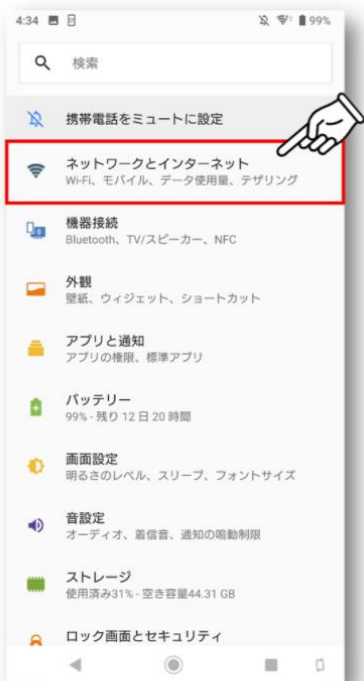 4:34
99%
検索
携帯電話をミュートに設定
ネットワークとインターネット
Wi-Fi、モバイル、データ使用量、テザリング
機器接続
Bluetooth、TV/スピーカー、NFC
外観
壁紙、ウィジェット、ショートカット
アプリと通知
アプリの権限、標準アプリ
バッテリー
99% - 残り 12 日 20 時間
画面設定
明るさのレベル、スリープ、フォントサイズ
音設定
オーディオ、着信音、通知の鳴動制限
ストレージ
使用済み31% - 空き容量44.31 GB
ロック画面とセキュリティ